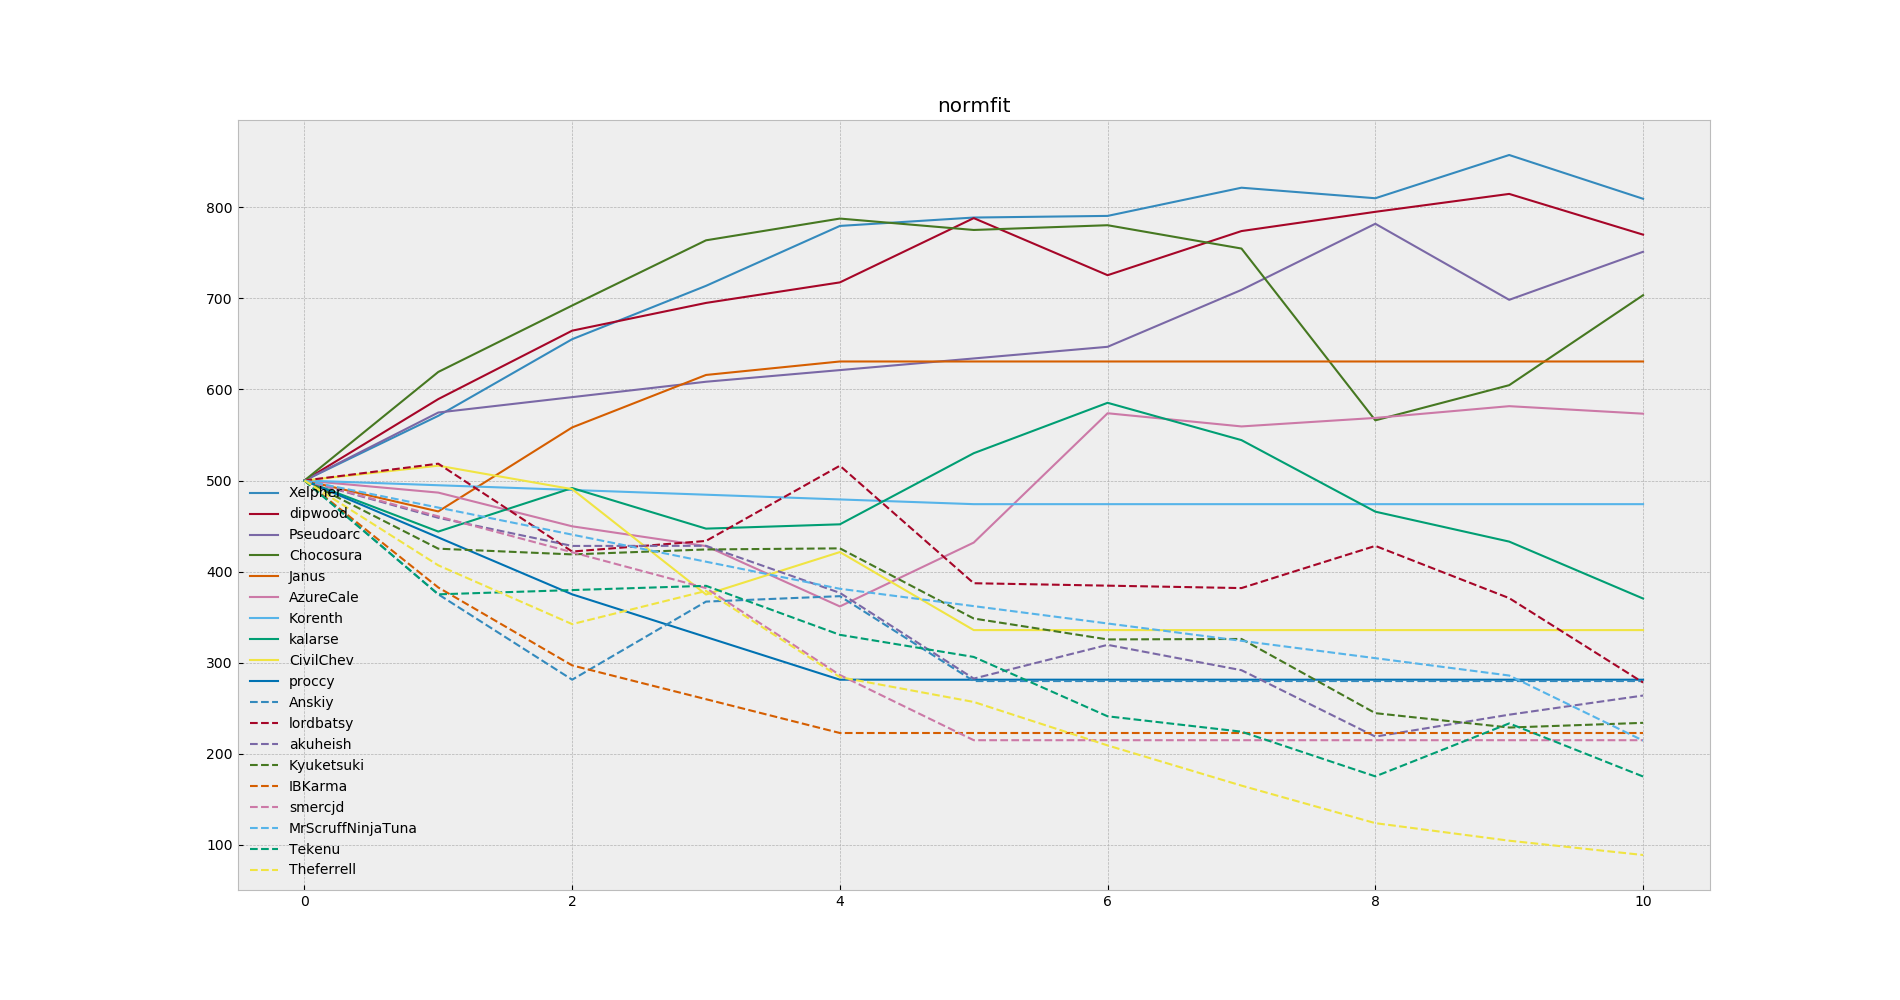 normfit
800
700
600
500
400
300
200
100
Xelpher
dipwood
Pseudoarc
Chocosura
Janus
AzureCale
Korenth
kalarse
CivilChev
proccy
Anskiy
lordbatsy
akuheish
Kyuketsuki
IBKarma
smercjd
MrScruffNinjaTuna
Tekenu
Theferrell
0 2 4 6 8 10